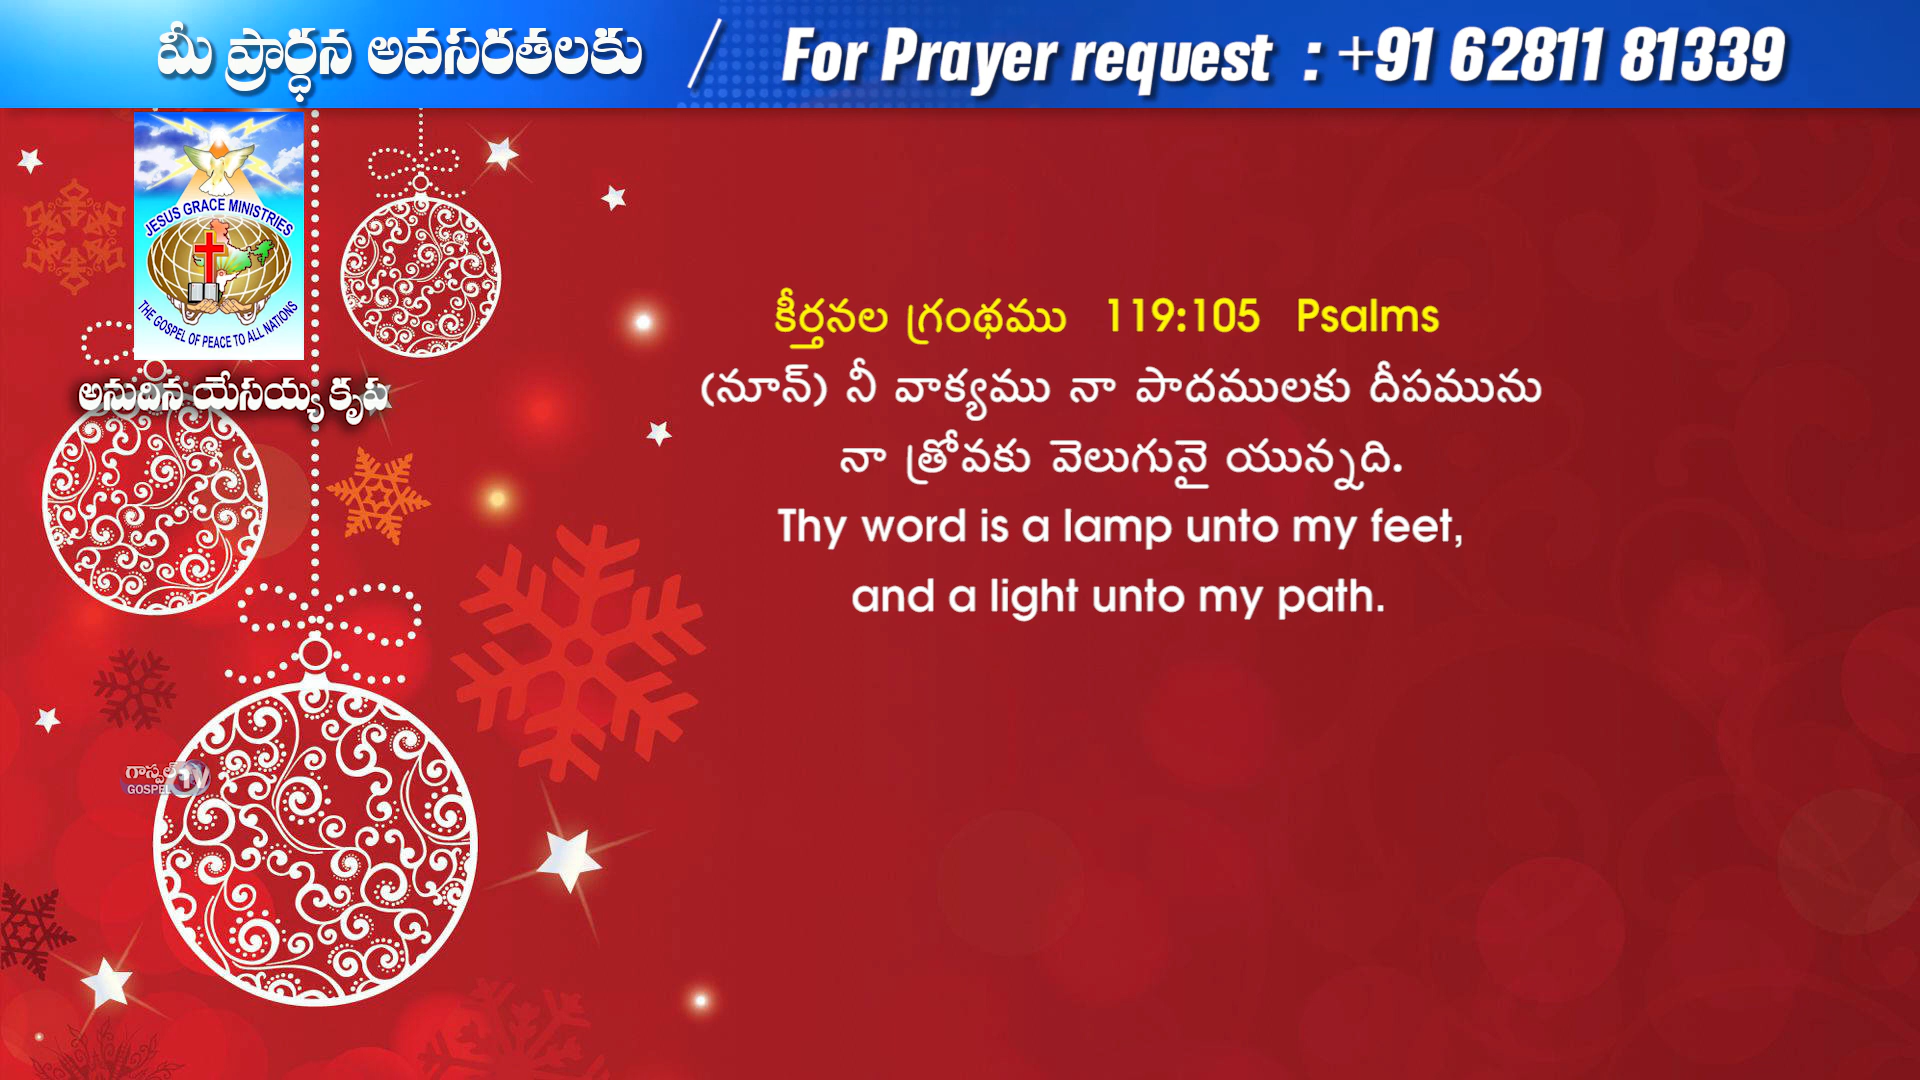 మీ ప్రార్ధన అవసరతలకు / For Prayer request : +91 62811 81339
JESUS GRACE MINISTRIES
THE GOSPEL OF PEACE TO ALL NATIONS
అనుదిన యేసయ్య కృప
కీర్తనల గ్రంథము 119:105 Psalms
(నూన్) నీ వాక్యము నా పాదములకు దీపమును
నా త్రోవకు వెలుగునై యున్నది.
Thy word is a lamp unto my feet,
and a light unto my path.
గాస్పల్ TV
GOSPEL